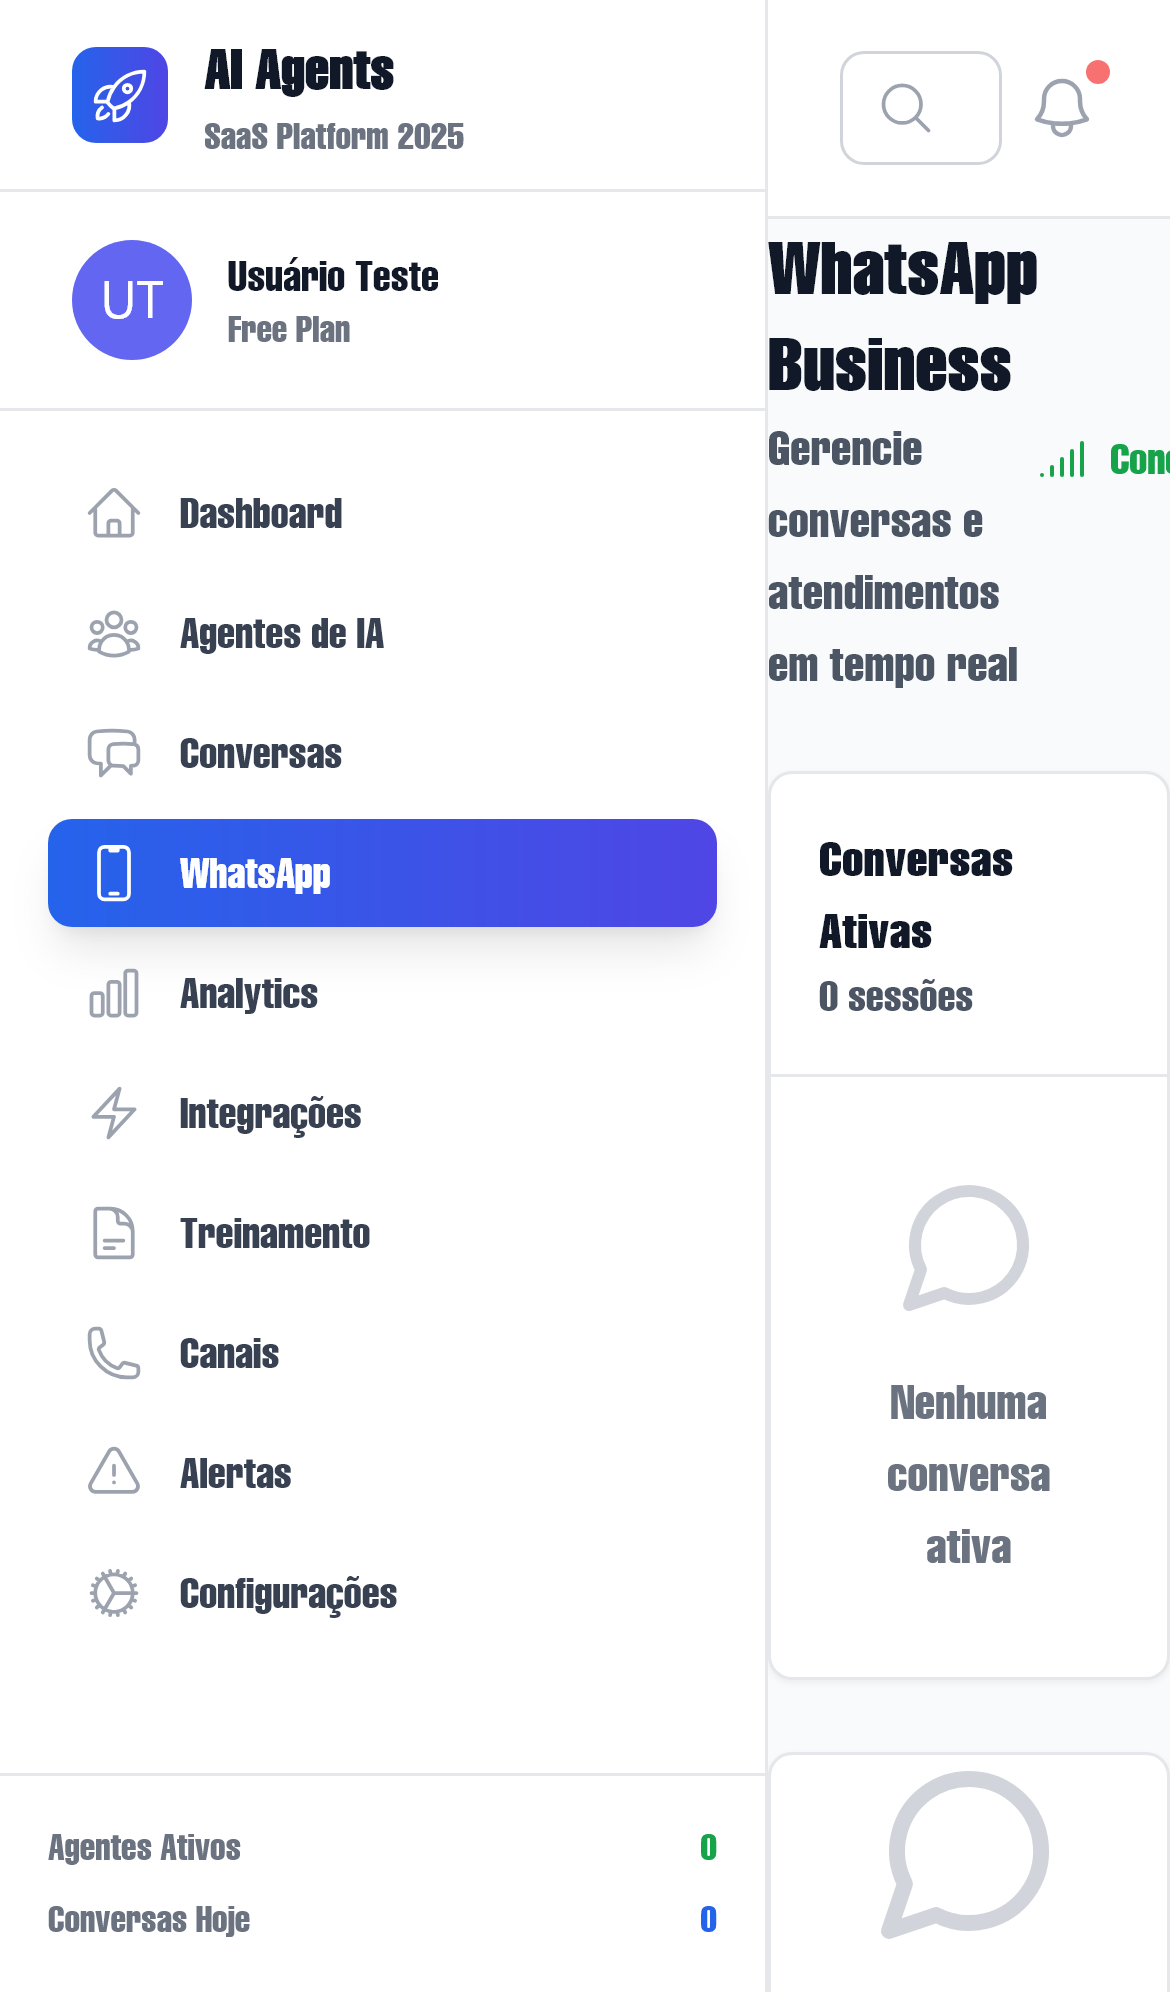 AI Agents
SaaS Platform 2025
UT
Usuário Teste
Free Plan
Dashboard
Agentes de IA
Conversas
WhatsApp
Analytics
Integrações
Treinamento
Canais
Alertas
Configurações
Agentes Ativos
0
Conversas Hoje
0
WhatsApp
Business
Gerencie
conversas e
atendimentos
em tempo real
Conversas
Ativas
0 sessões
Nenhuma
conversa
ativa